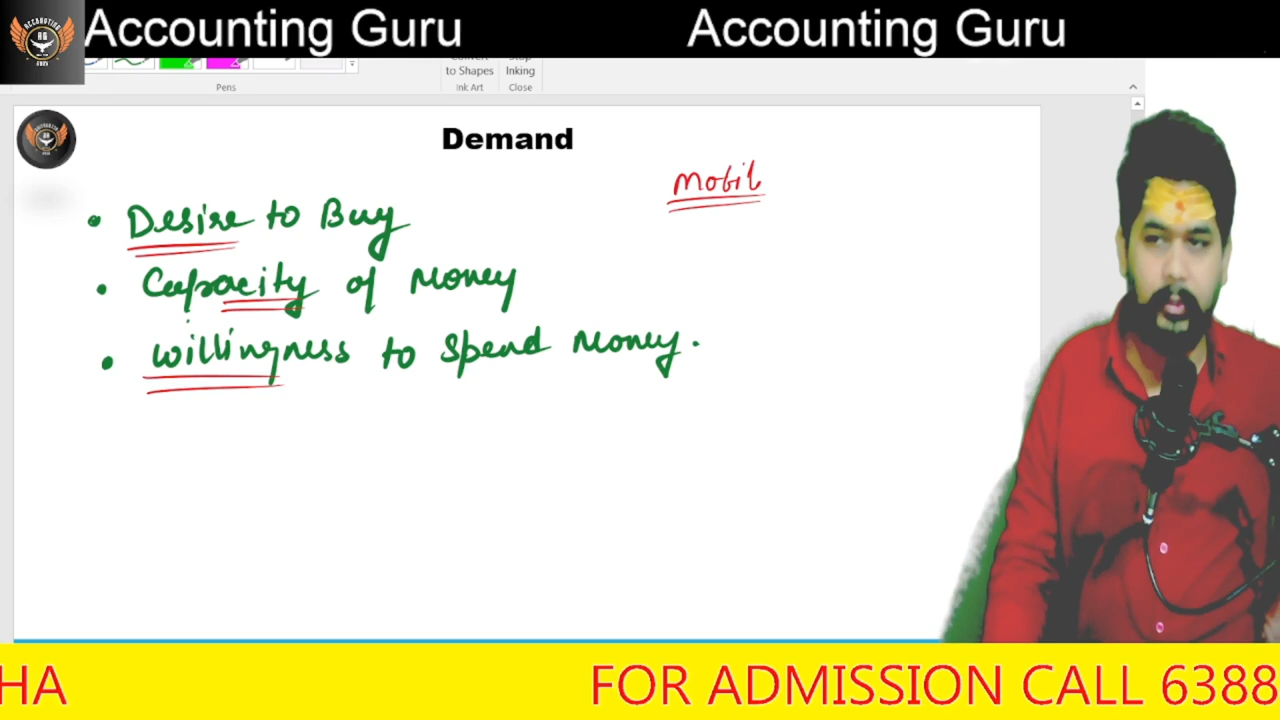 Accounting Guru Accounting Guru
to Shapes Inking
Pens Ink Art Close
Demand
Mobil
• Desire to Buy
• Capacity of Money
• Willingness to Spend Money.
HA FOR ADMISSION CALL 6388